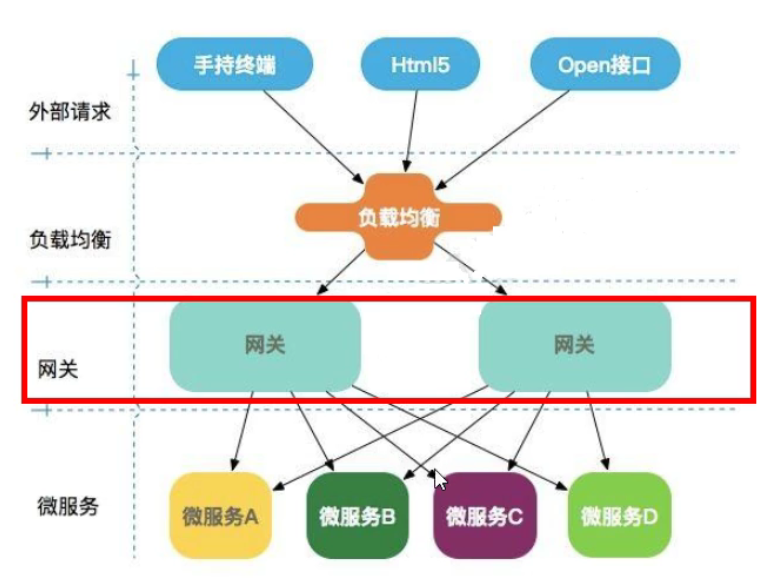 手持终端
Html5
Open接口
外部请求
负载均衡
负载均衡
网关
网关
网关
微服务
微服务A
微服务B
微服务C
微服务D